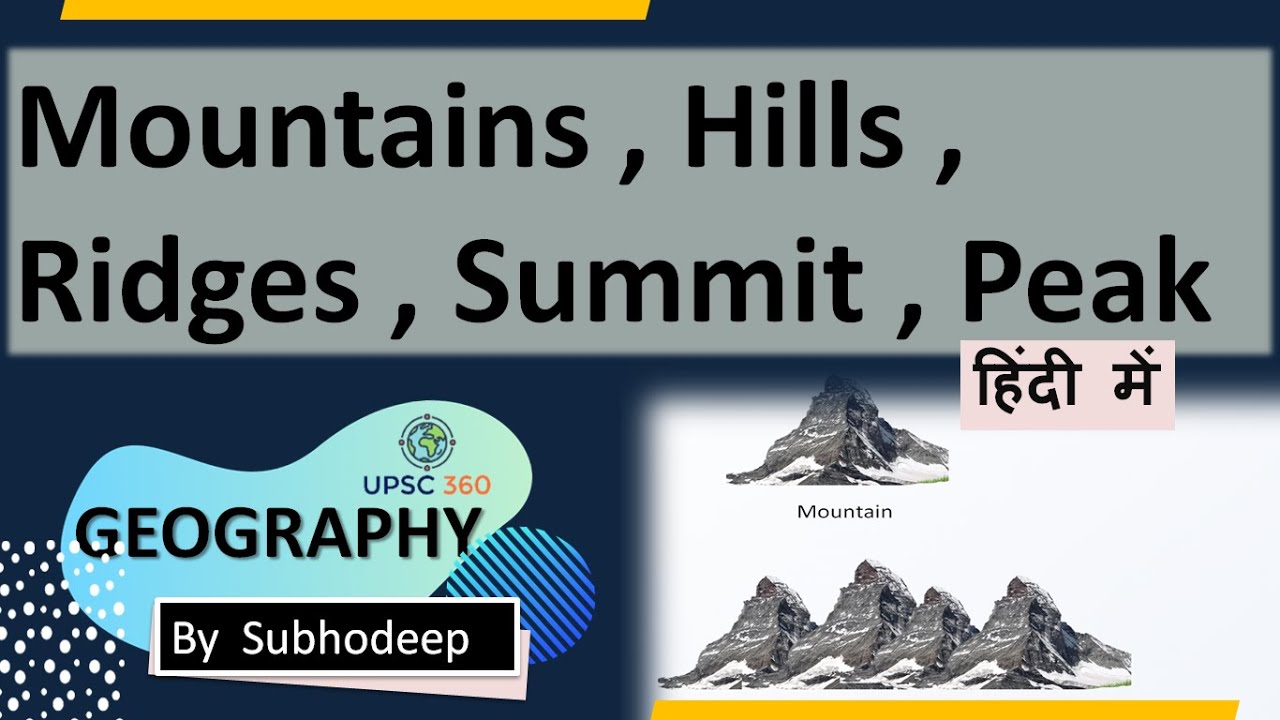 Mountains , Hills ,
Ridges , Summit , Peak
हिंदी में
UPSC 360
GEOGRAPHY
By Subhodeep
Mountain